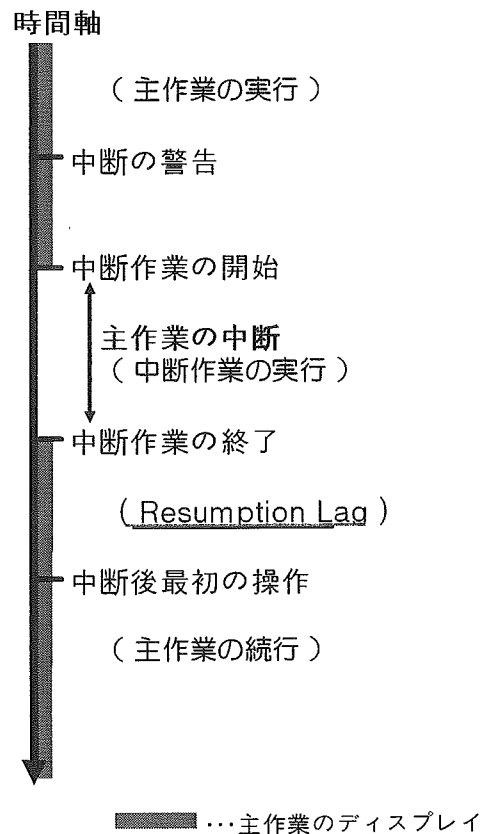 時間軸
（主作業の実行）
中断の警告
中断作業の開始
主作業の中断
（中断作業の実行）
中断作業の終了
（Resumption Lag）
中断後最初の操作
（主作業の続行）
…主作業のディスプレイ